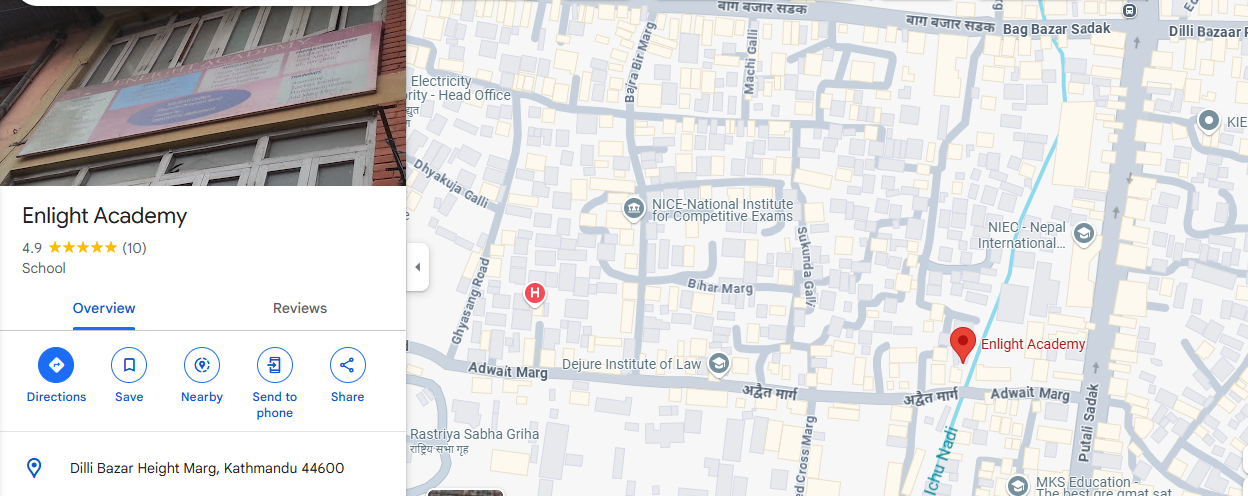 Enlight Academy
4.9 ★★★★★ (10)
School
Overview
Reviews
Directions
Save
Nearby
Send to
phone
Share
Dilli Bazar Height Marg, Kathmandu 44600
बाग बजार सडक
बाग बजार सडक
Bag Bazar Sadak
Dilli Bazaar
Electricity
rity - Head Office
Bajra Bir Marg
Machi Galli
KIE
Dhyakuja Galli
NICE-National Institute
for Competitive Exams
NIEC - Nepal
International...
Sukunda Galli
Ghyasang Road
H
Bihar Marg
Enlight Academy
Dejure Institute of Law
Adwait Marg
अद्वैत मार्ग
अद्वैत मार्ग
Adwait Marg
Putali Sadak
Rastriya Sabha Griha
राष्ट्रिय सभा गृह
ed Cross Marg
Ichu Nadi
MKS Education -
The best gre gmat sat